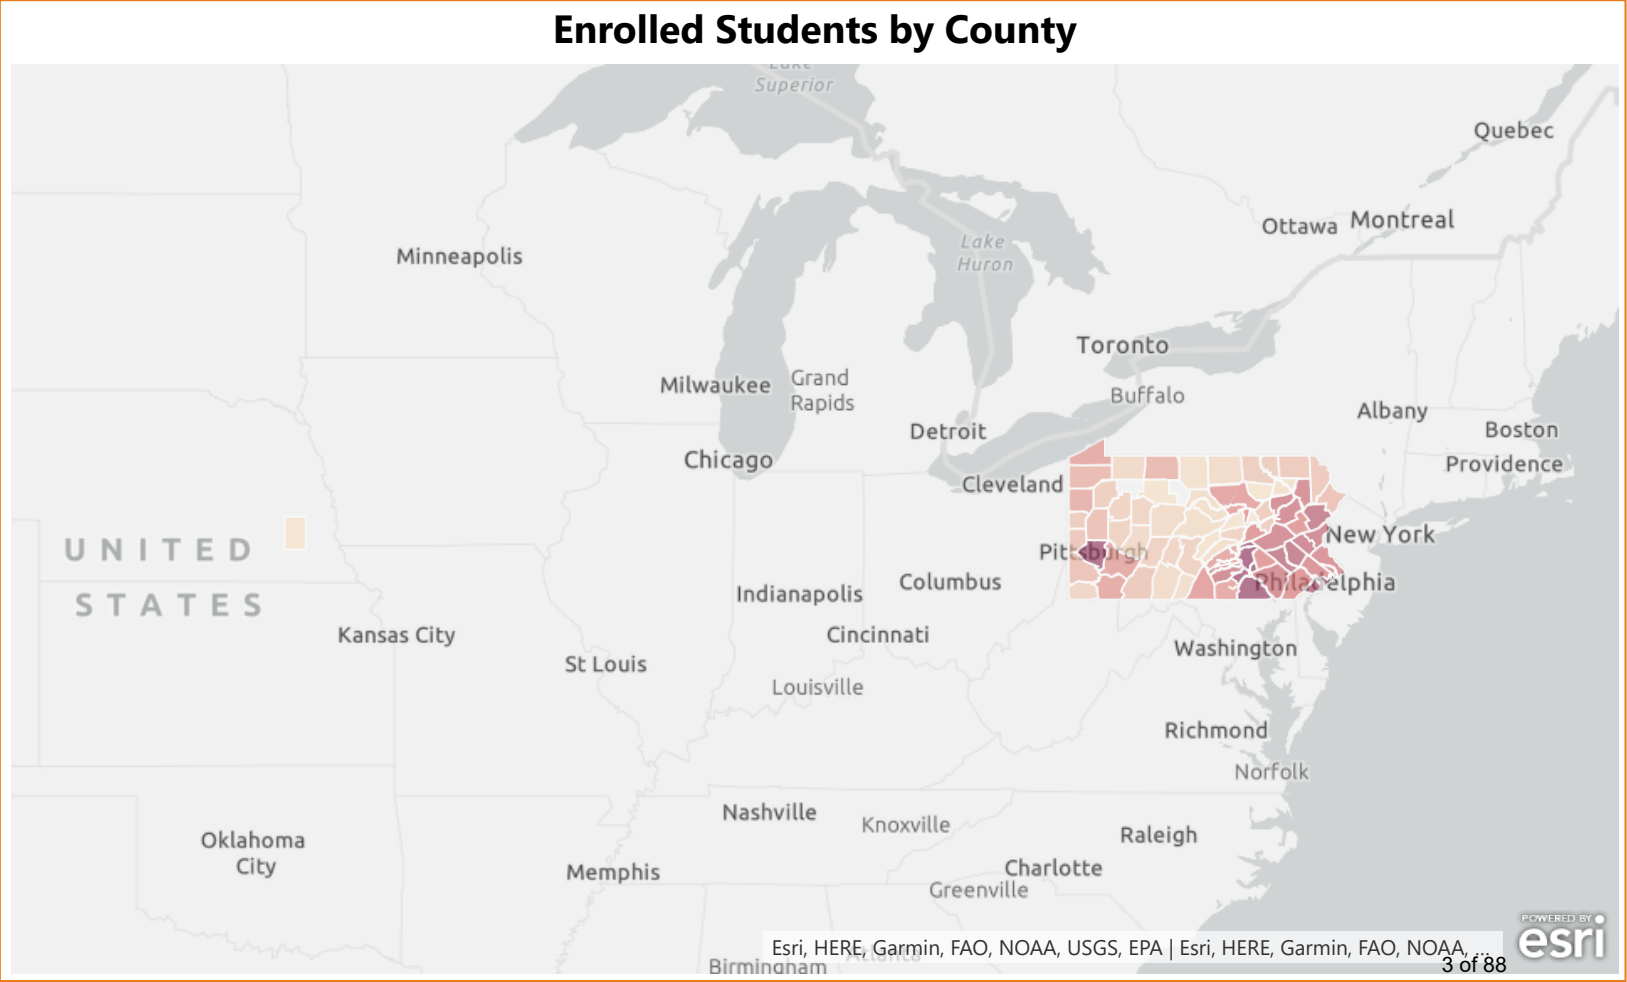 Enrolled Students by County
Lake
Superior
Quebec
Ottawa
Montreal
Minneapolis
Lake
Huron
Toronto
Milwaukee
Grand
Rapids
Buffalo
Albany
Detroit
Boston
Chicago
Providence
Cleveland
New York
UNITED
STATES
Pittsburgh
Columbus
Philadelphia
Indianapolis
Kansas City
Cincinnati
Washington
St Louis
Louisville
Richmond
Norfolk
Nashville
Knoxville
Raleigh
Oklahoma
City
Memphis
Charlotte
Greenville
POWERED BY
esri
Esri, HERE, Garmin, FAO, NOAA, USGS, EPA | Esri, HERE, Garmin, FAO, NOAA, ...
Atlanta
Birmingham
3 of 88